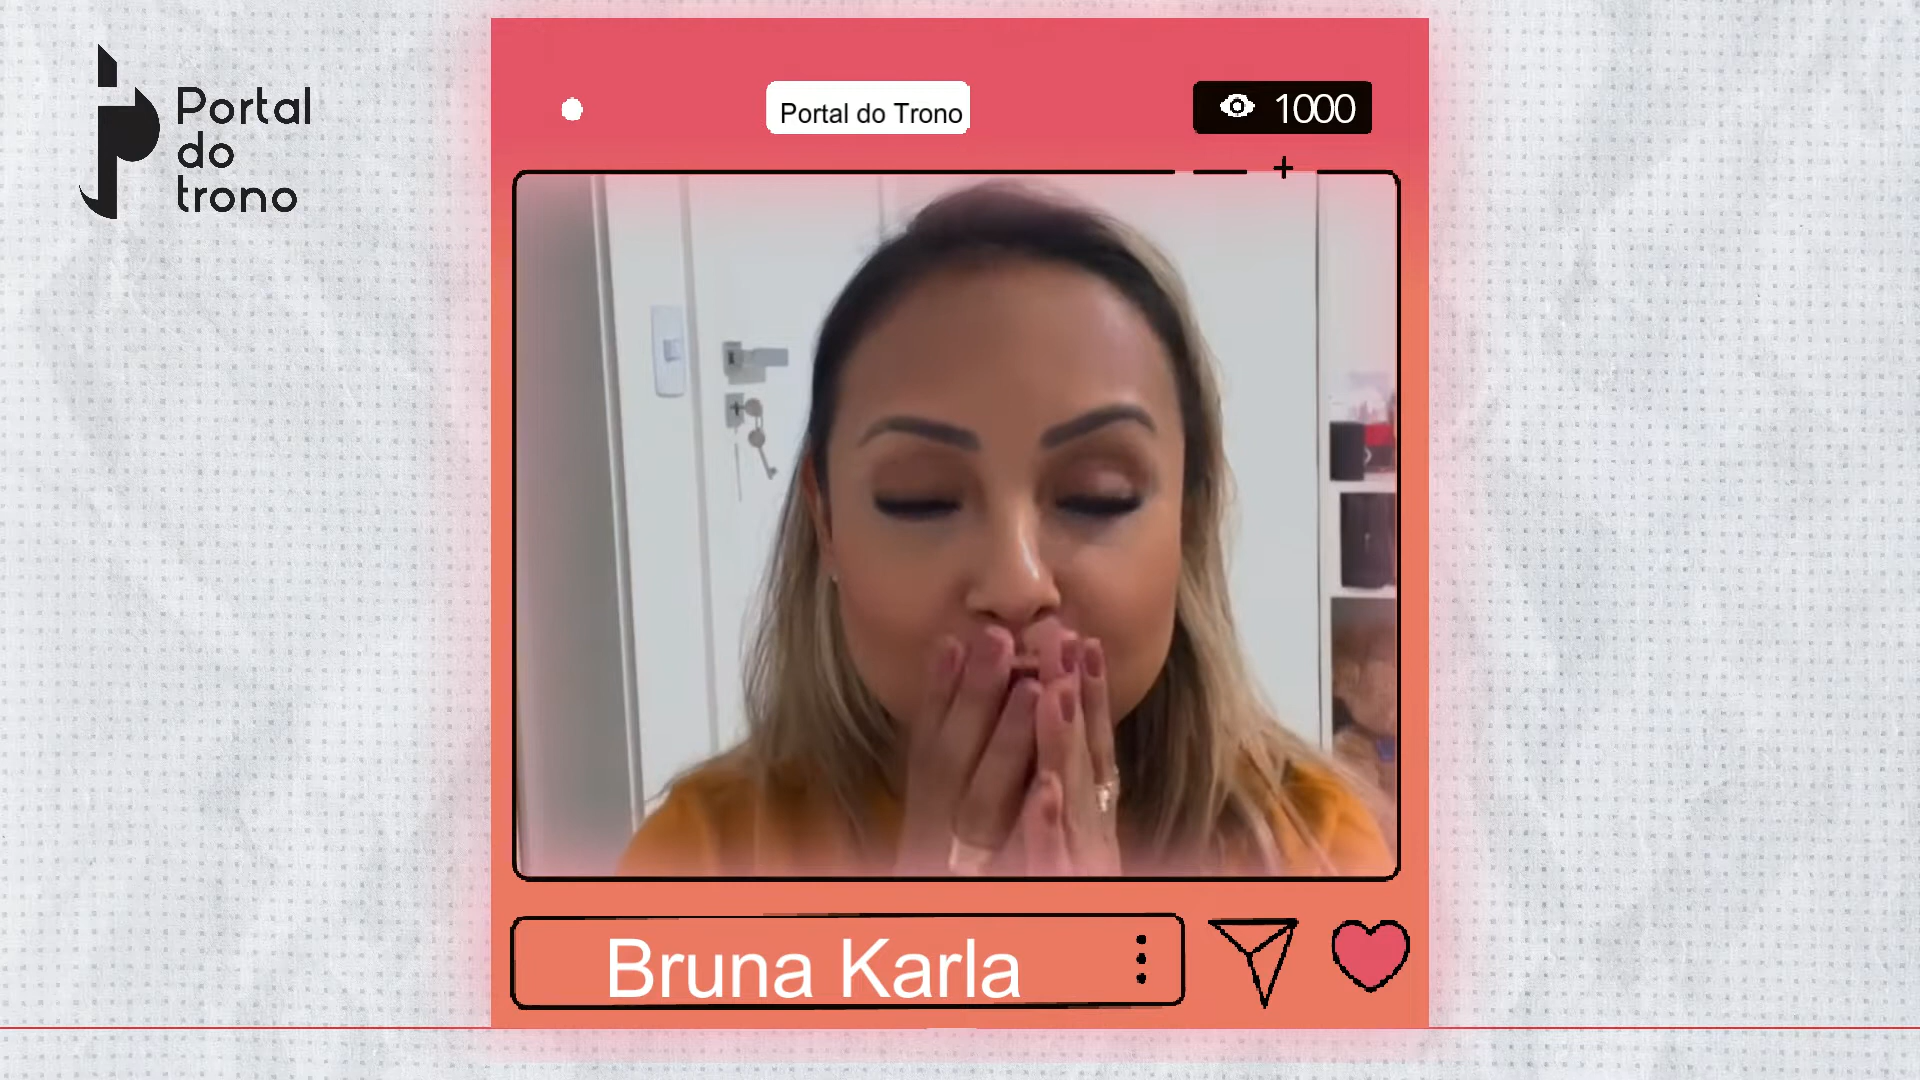 Portal
do
trono
Portal do Trono
1000
Bruna Karla